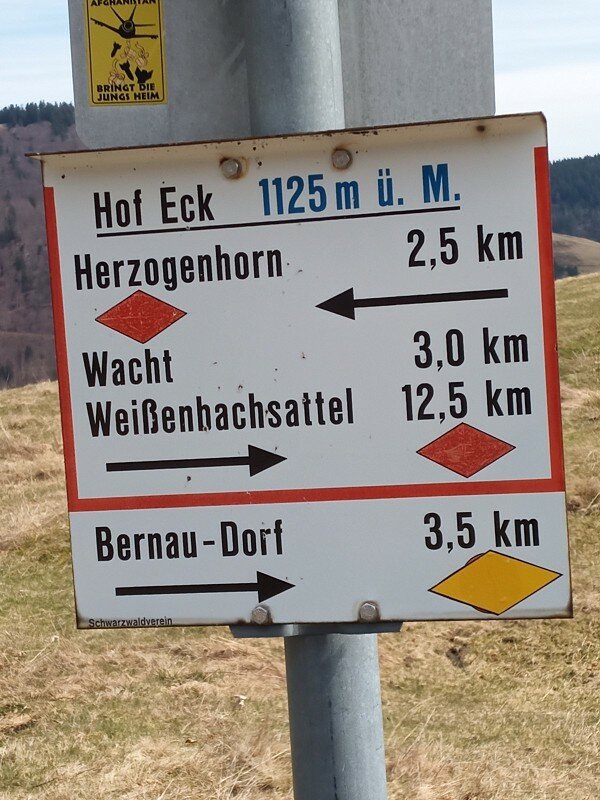 AFGHANISTAN
BRINGT DIE
JUNGS HEIM
Hof Eck 1125 m ü. M.
Herzogenhorn 2,5 km
Wacht 3,0 km
Weißenbachsattel 12,5 km
Bernau-Dorf 3,5 km
Schwarzwaldverein